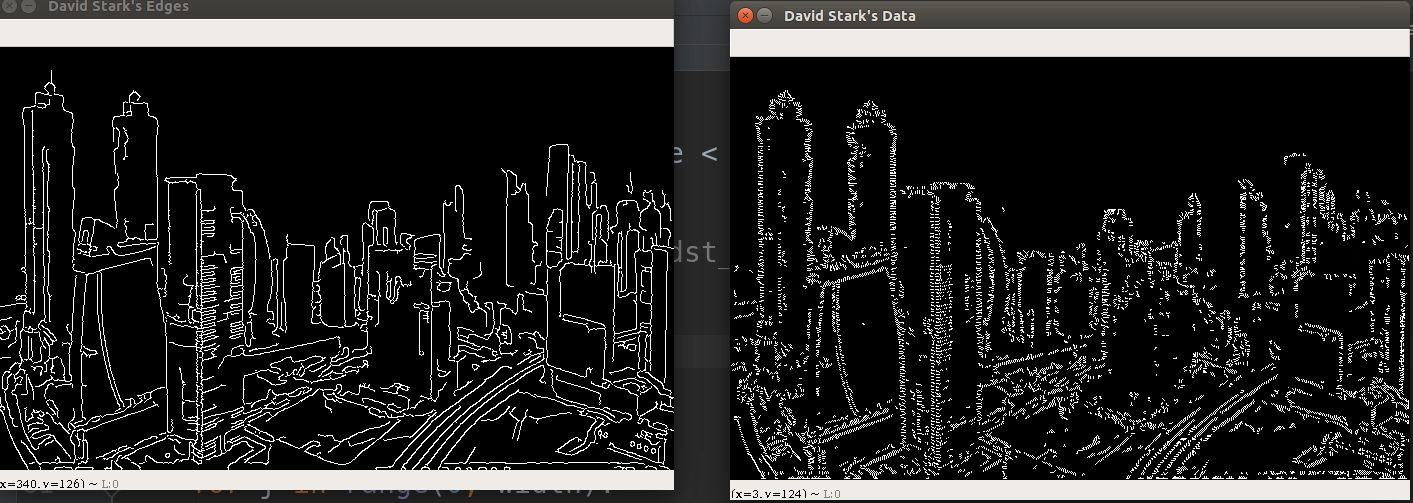 David Stark's Edges
David Stark's Data
e <
dst_
(x=340, y=126) ~ L:0
for j in range(0, width):
(x=3, y=124) ~ L:0